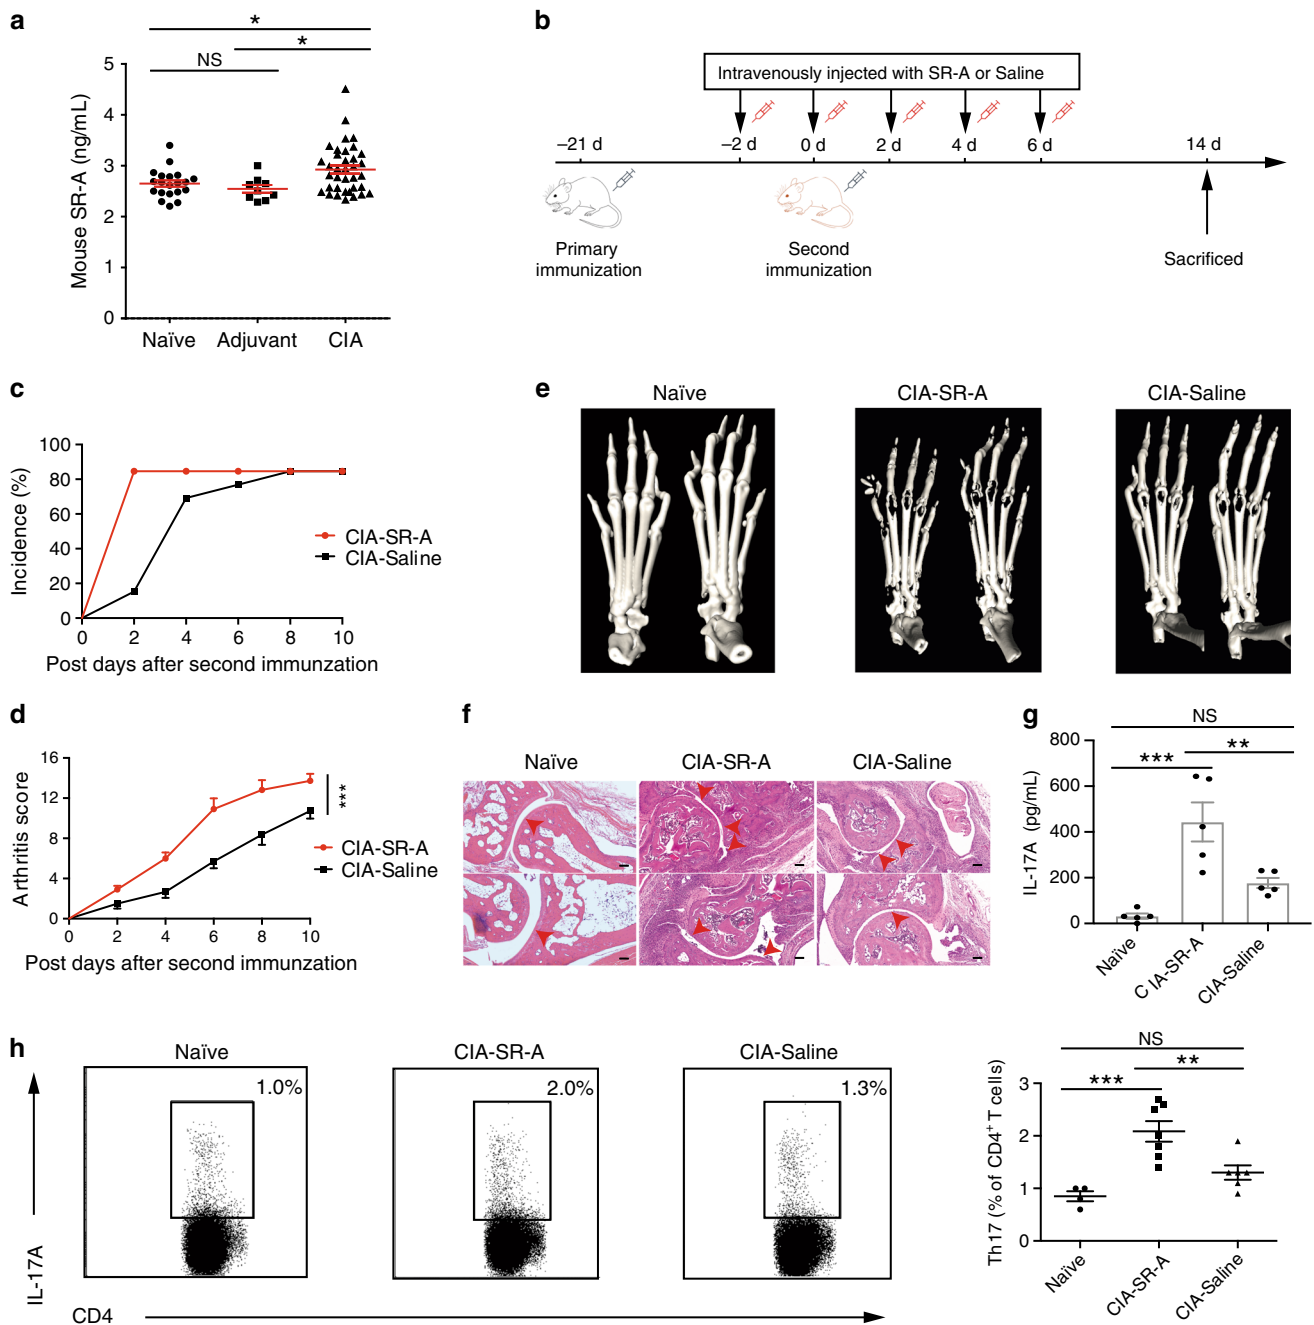 a
*
*
NS
Mouse SR-A (ng/mL)
5
4
3
2
1
0
Naïve
Adjuvant
CIA
b
Intravenously injected with SR-A or Saline
–21 d
–2 d
0 d
2 d
4 d
6 d
14 d
Primary
immunization
Second
immunization
Sacrificed
c
Incidence (%)
100
80
60
40
20
0
0
2
4
6
8
10
CIA-SR-A
CIA-Saline
Post days after second immunzation
e
Naïve
CIA-SR-A
CIA-Saline
d
Arthritis score
16
12
8
4
0
0
2
4
6
8
10
***
CIA-SR-A
CIA-Saline
Post days after second immunzation
f
Naïve
CIA-SR-A
CIA-Saline
g
NS
***
**
IL-17A (pg/mL)
800
600
400
200
0
Naïve
C IA-SR-A
CIA-Saline
h
Naïve
CIA-SR-A
CIA-Saline
1.0%
2.0%
1.3%
IL-17A
CD4
NS
***
**
Th17 (% of CD4⁺ T cells)
3
2
1
0
Naïve
CIA-SR-A
CIA-Saline